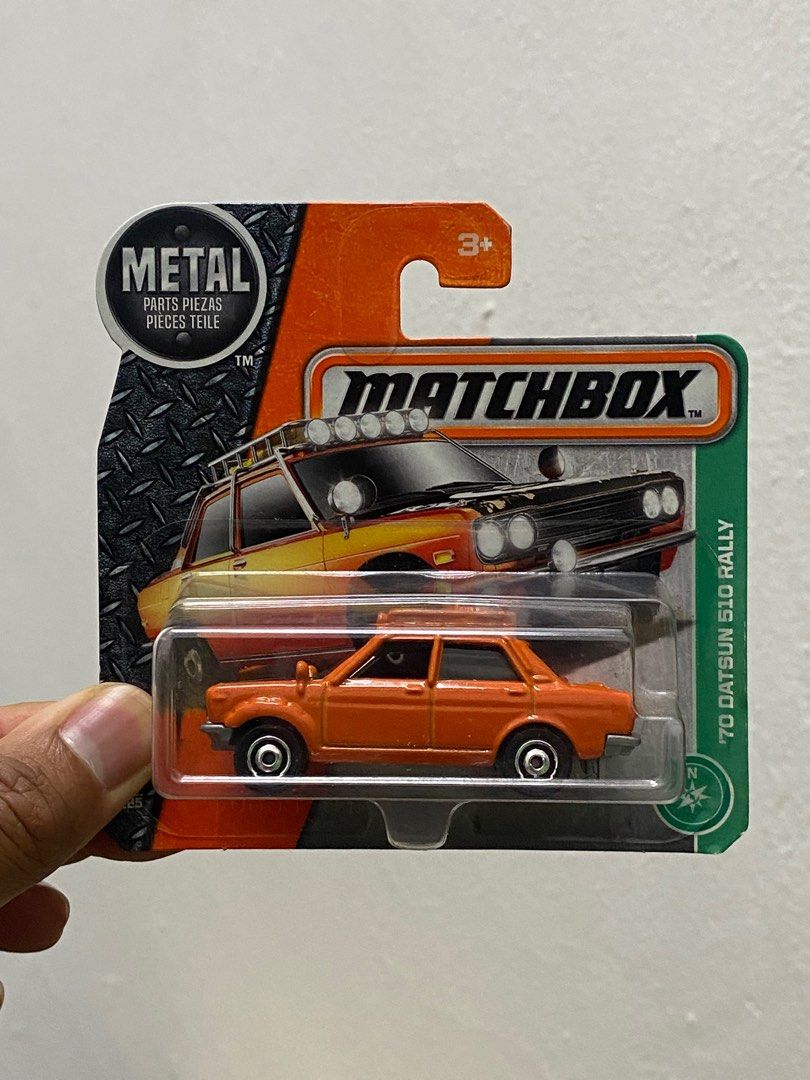 METAL
PARTS PIEZAS
PIÈCES TEILE
TM
3+
MATCHBOX
TM
'70 DATSUN 510 RALLY
N